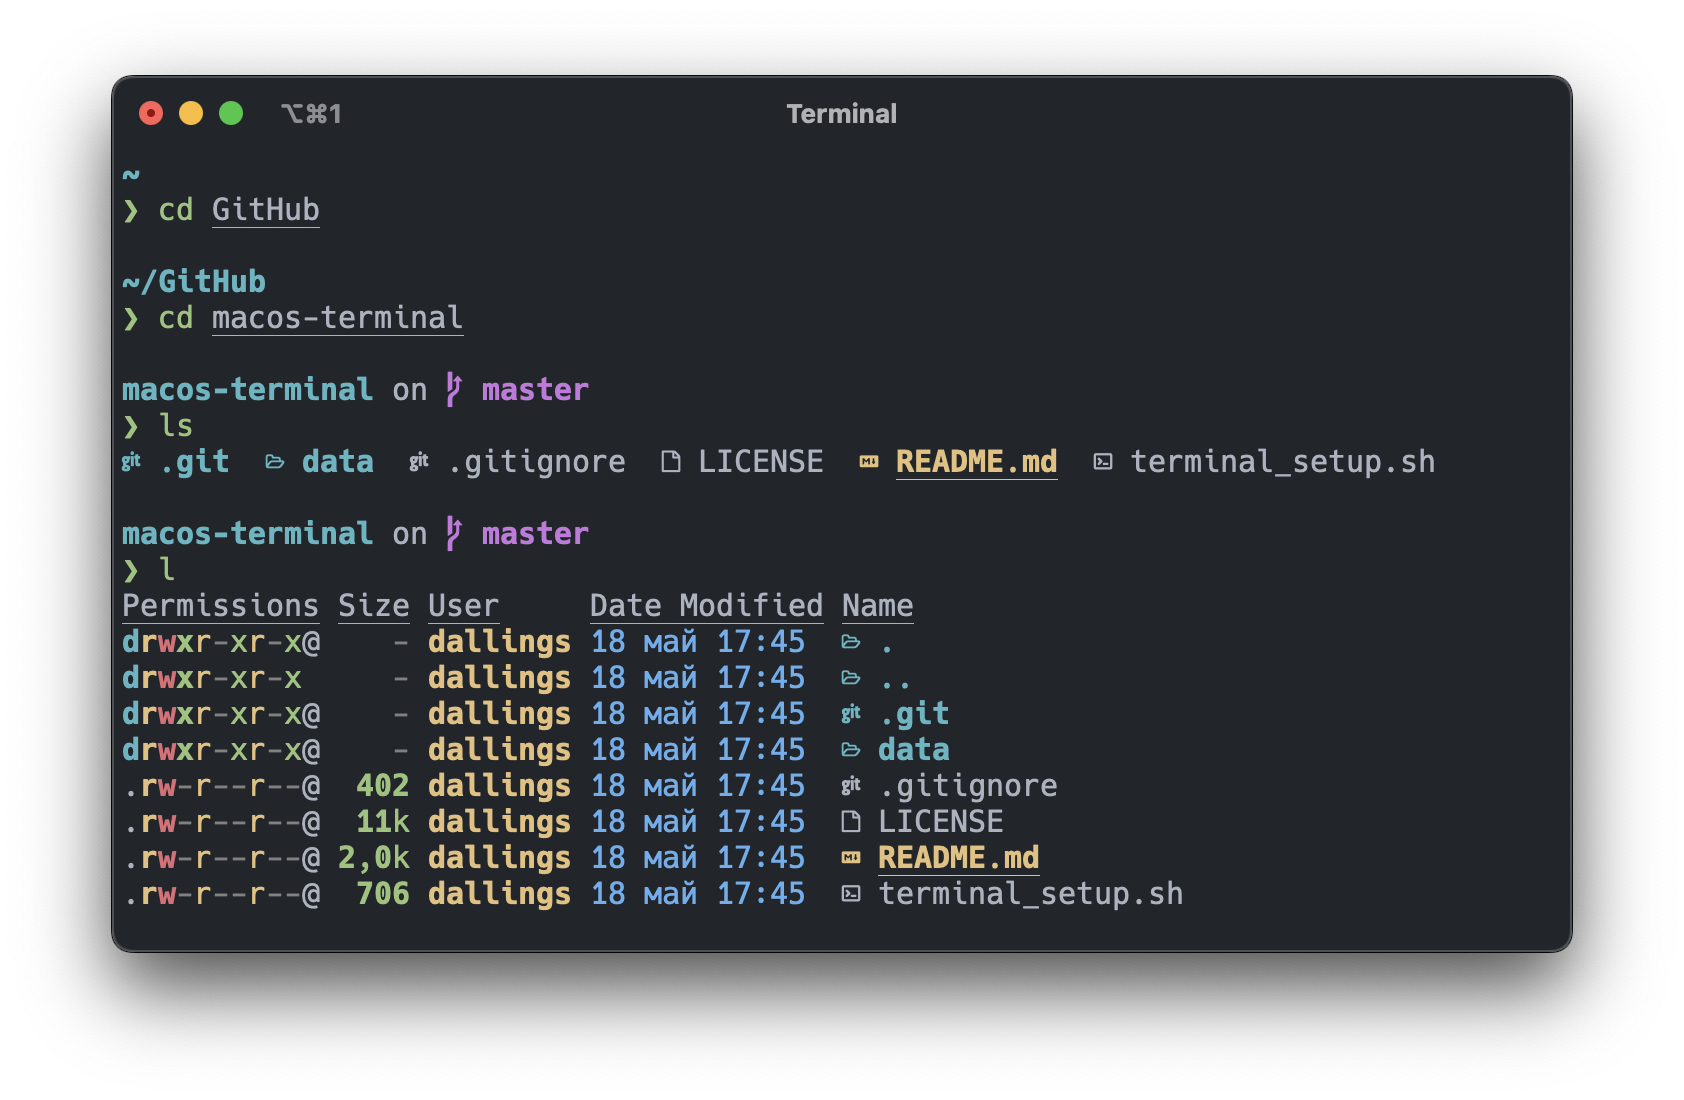 ⌥⌘1 Terminal
~
❯ cd GitHub
~/GitHub
❯ cd macos-terminal
macos-terminal on master
❯ ls
.git data .gitignore LICENSE README.md terminal_setup.sh
macos-terminal on master
❯ l
Permissions Size User Date Modified Name
drwxr-xr-x@ - dallings 18 май 17:45 .
drwxr-xr-x - dallings 18 май 17:45 ..
drwxr-xr-x@ - dallings 18 май 17:45 .git
drwxr-xr-x@ - dallings 18 май 17:45 data
.rw-r--r--@ 402 dallings 18 май 17:45 .gitignore
.rw-r--r--@ 11k dallings 18 май 17:45 LICENSE
.rw-r--r--@ 2,0k dallings 18 май 17:45 README.md
.rw-r--r--@ 706 dallings 18 май 17:45 terminal_setup.sh